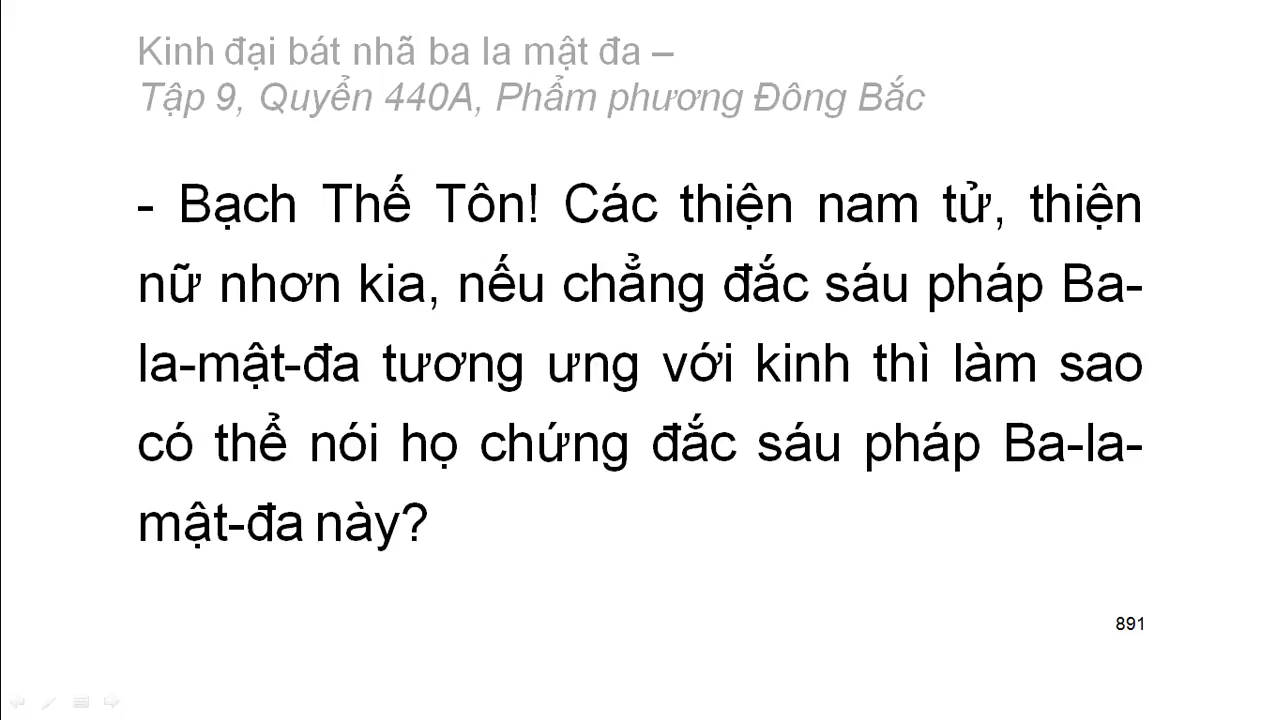 Kinh đại bát nhã ba la mật đa –
Tập 9, Quyển 440A, Phẩm phương Đông Bắc
- Bạch Thế Tôn! Các thiện nam tử, thiện
nữ nhơn kia, nếu chẳng đắc sáu pháp Ba-
la-mật-đa tương ưng với kinh thì làm sao
có thể nói họ chứng đắc sáu pháp Ba-la-
mật-đa này?
891